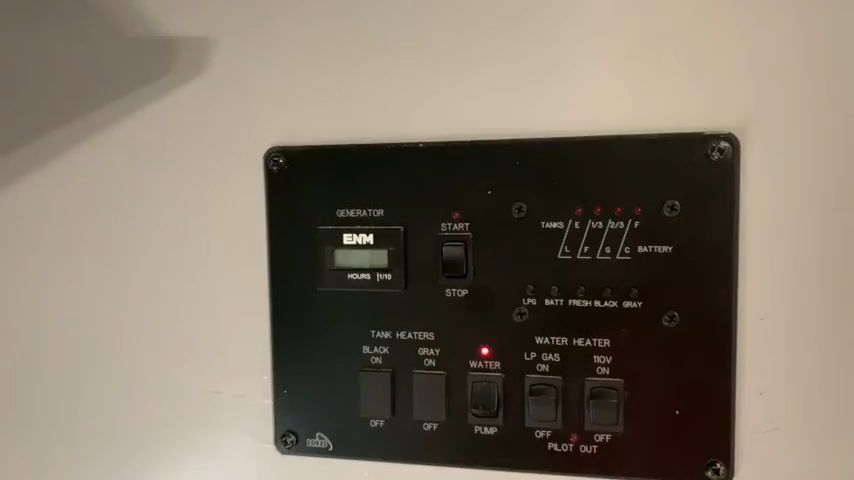 GENERATOR
ENM
HOURS 1/10
START
STOP
TANKS E 1/3 2/3 F
L F G C BATTERY
LPG BATT FRESH BLACK GRAY
TANK HEATERS
BLACK
ON
OFF
GRAY
ON
OFF
WATER
PUMP
WATER HEATER
LP GAS
ON
OFF
110V
ON
OFF
PILOT OUT